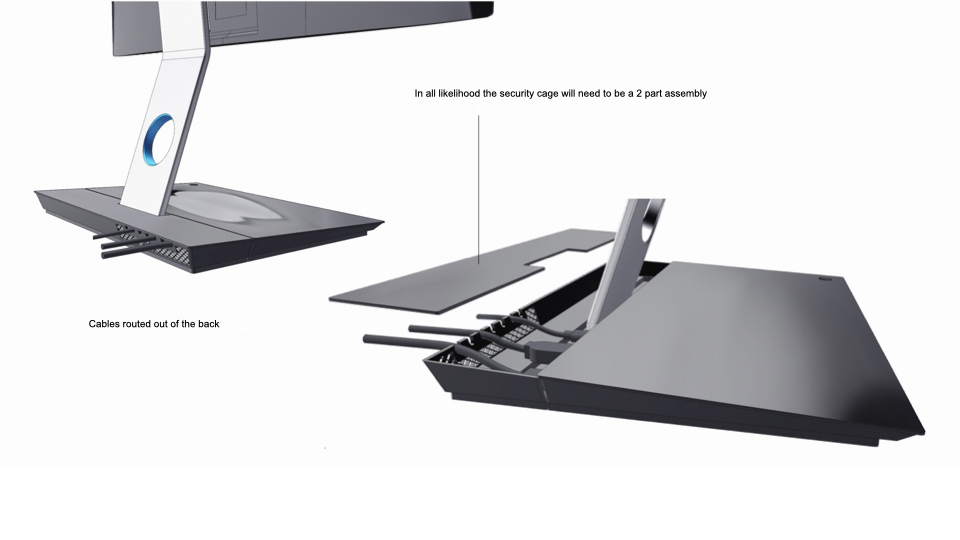 In all likelihood the security cage will need to be a 2 part assembly
Cables routed out of the back